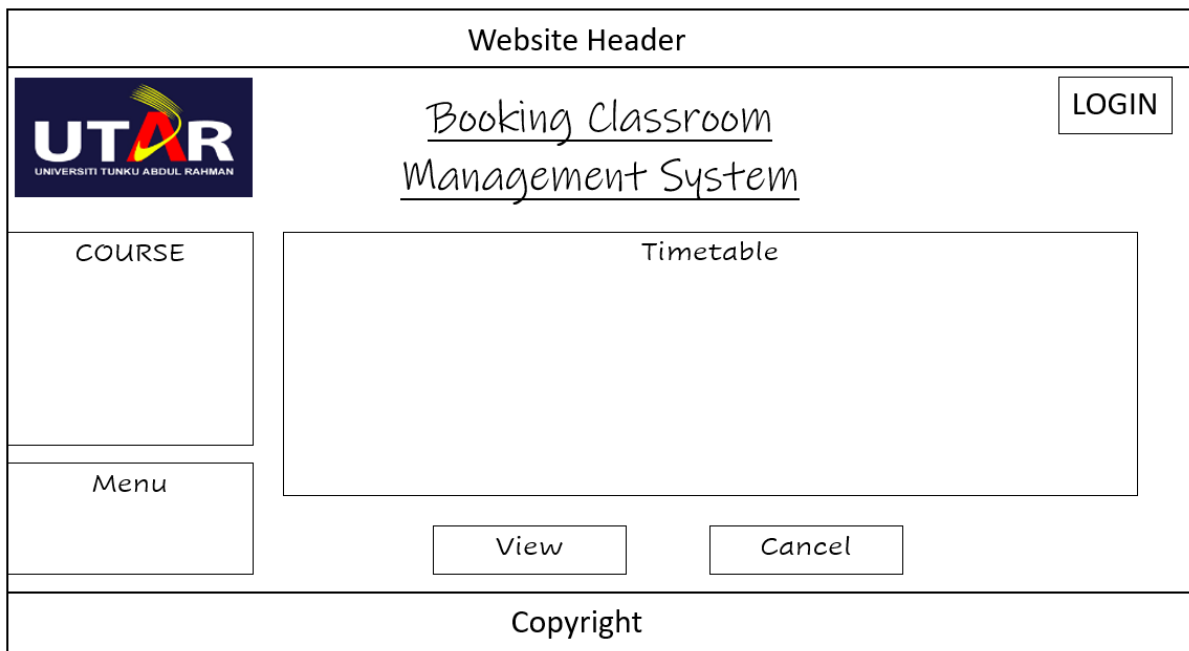 Website Header
UTAR
UNIVERSITI TUNKU ABDUL RAHMAN
Booking Classroom
Management System
LOGIN
COURSE
Timetable
Menu
View
Cancel
Copyright